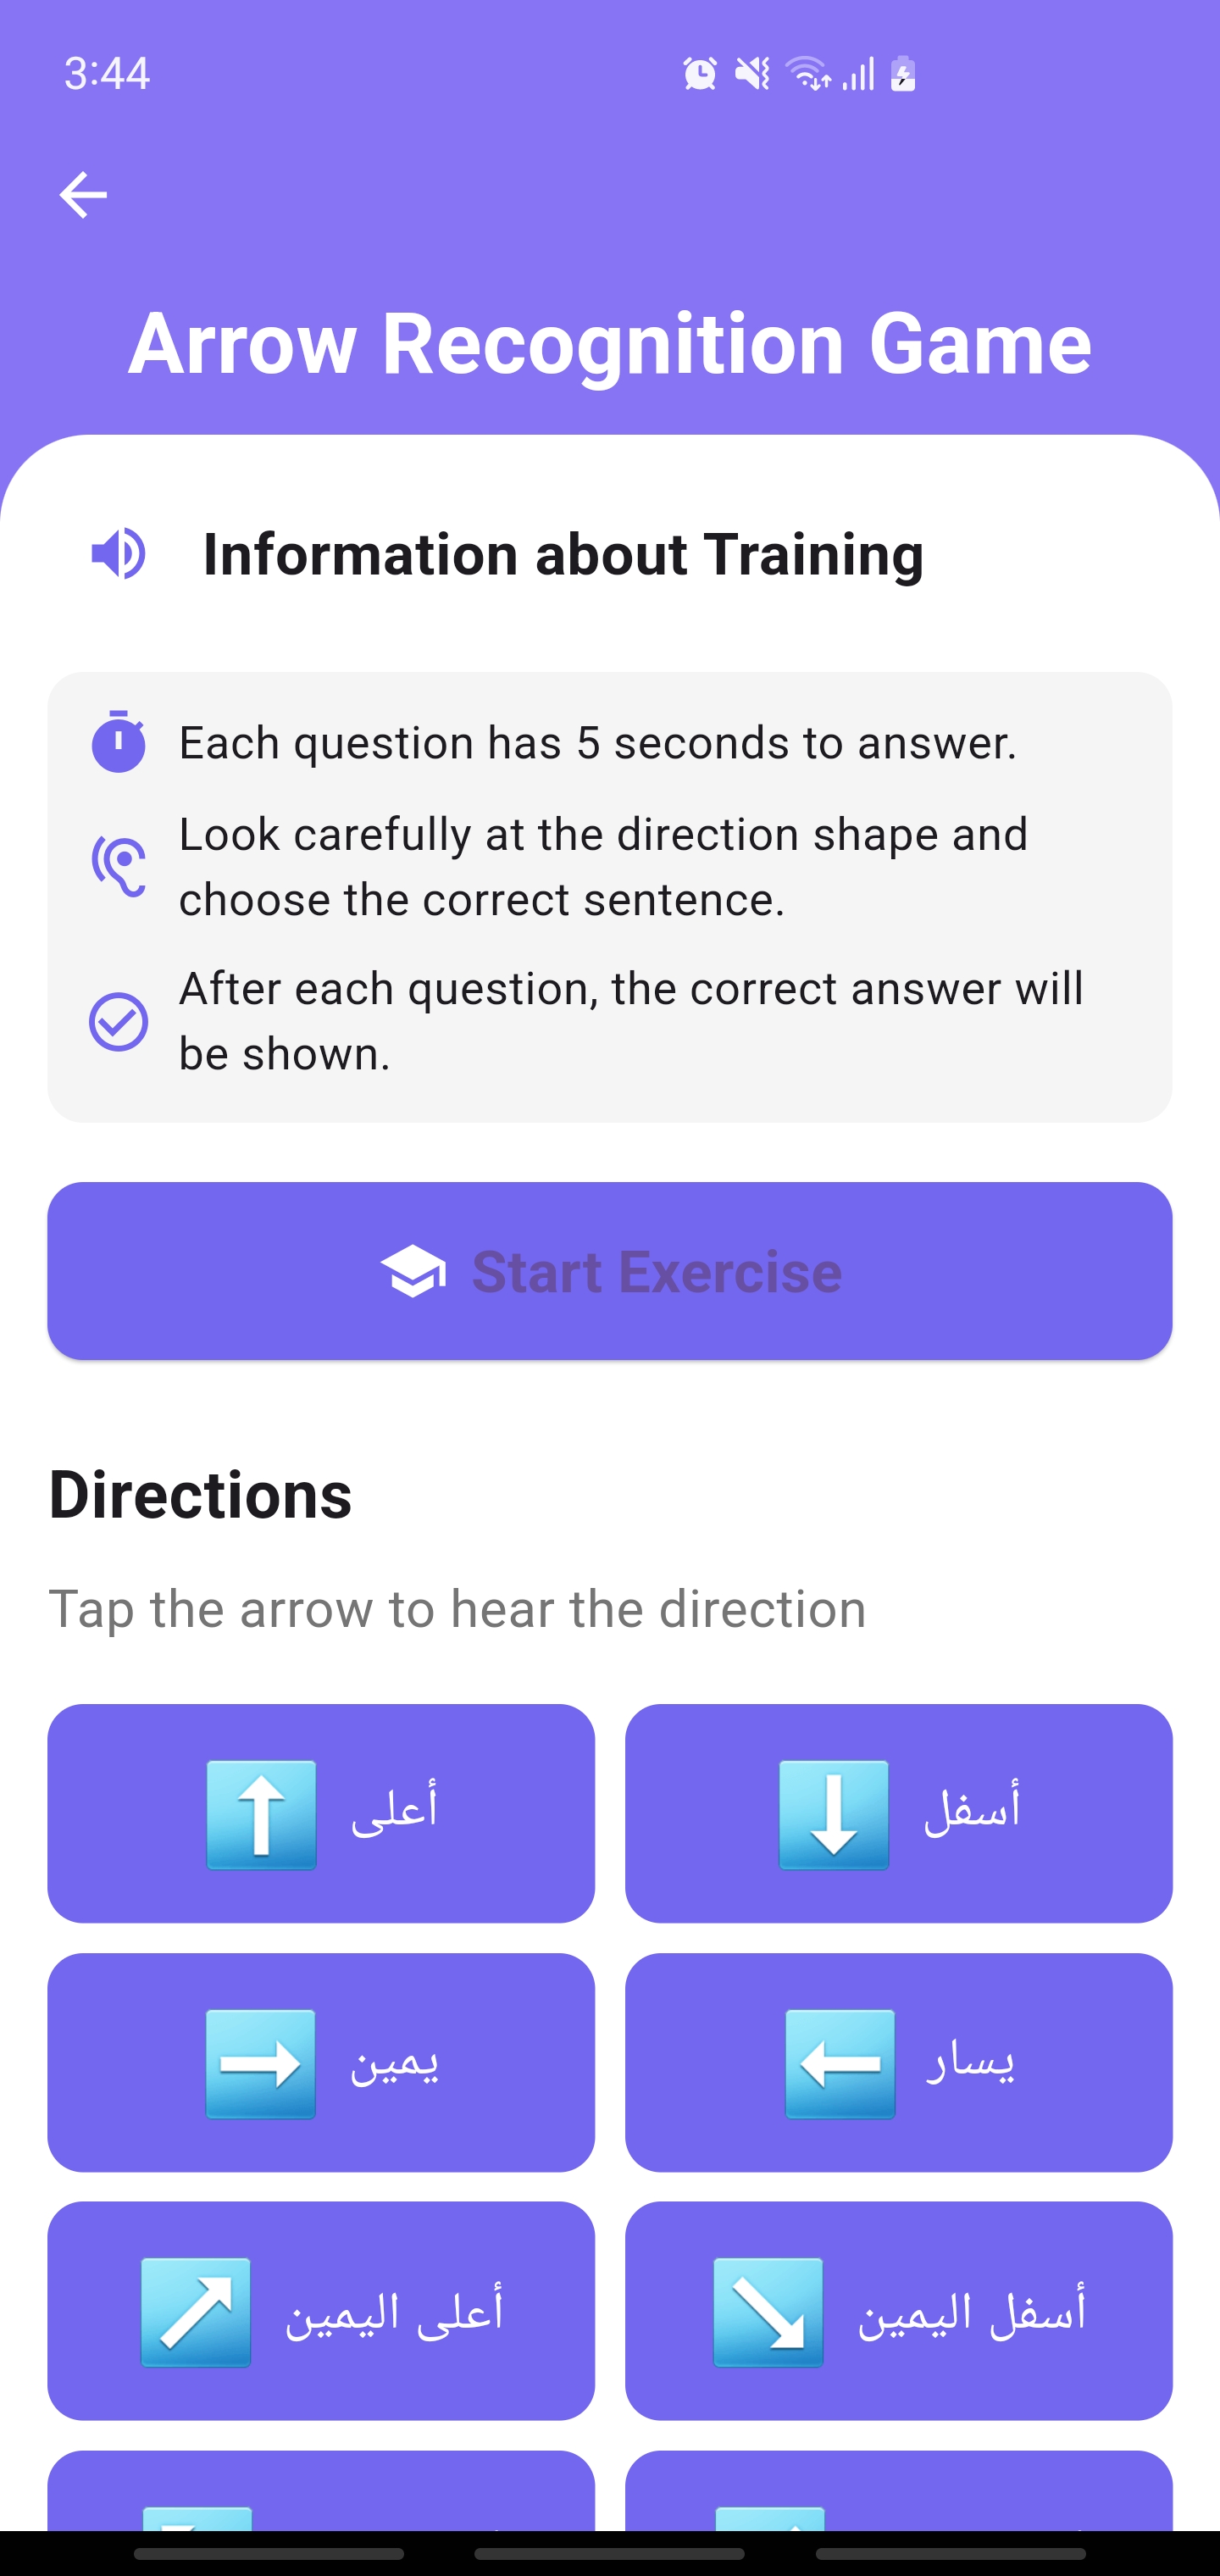 3:44
Arrow Recognition Game
Information about Training
Each question has 5 seconds to answer.
Look carefully at the direction shape and
choose the correct sentence.
After each question, the correct answer will
be shown.
Start Exercise
Directions
Tap the arrow to hear the direction
أعلى
أسفل
يمين
يسار
أعلى اليمين
أسفل اليمين